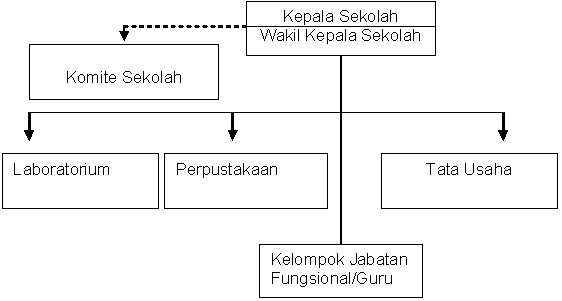 Kepala Sekolah
Wakil Kepala Sekolah
Komite Sekolah
Laboratorium
Perpustakaan
Tata Usaha
Kelompok Jabatan
Fungsional/Guru